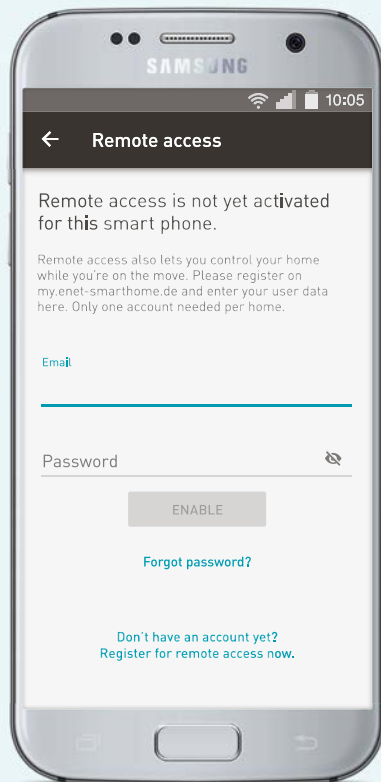 SAMSUNG
10:05
Remote access
Remote access is not yet activated
for this smart phone.
Remote access also lets you control your home
while you're on the move. Please register on
my.enet-smarthome.de and enter your user data
here. Only one account needed per home.
Email
Password
ENABLE
Forgot password?
Don't have an account yet?
Register for remote access now.